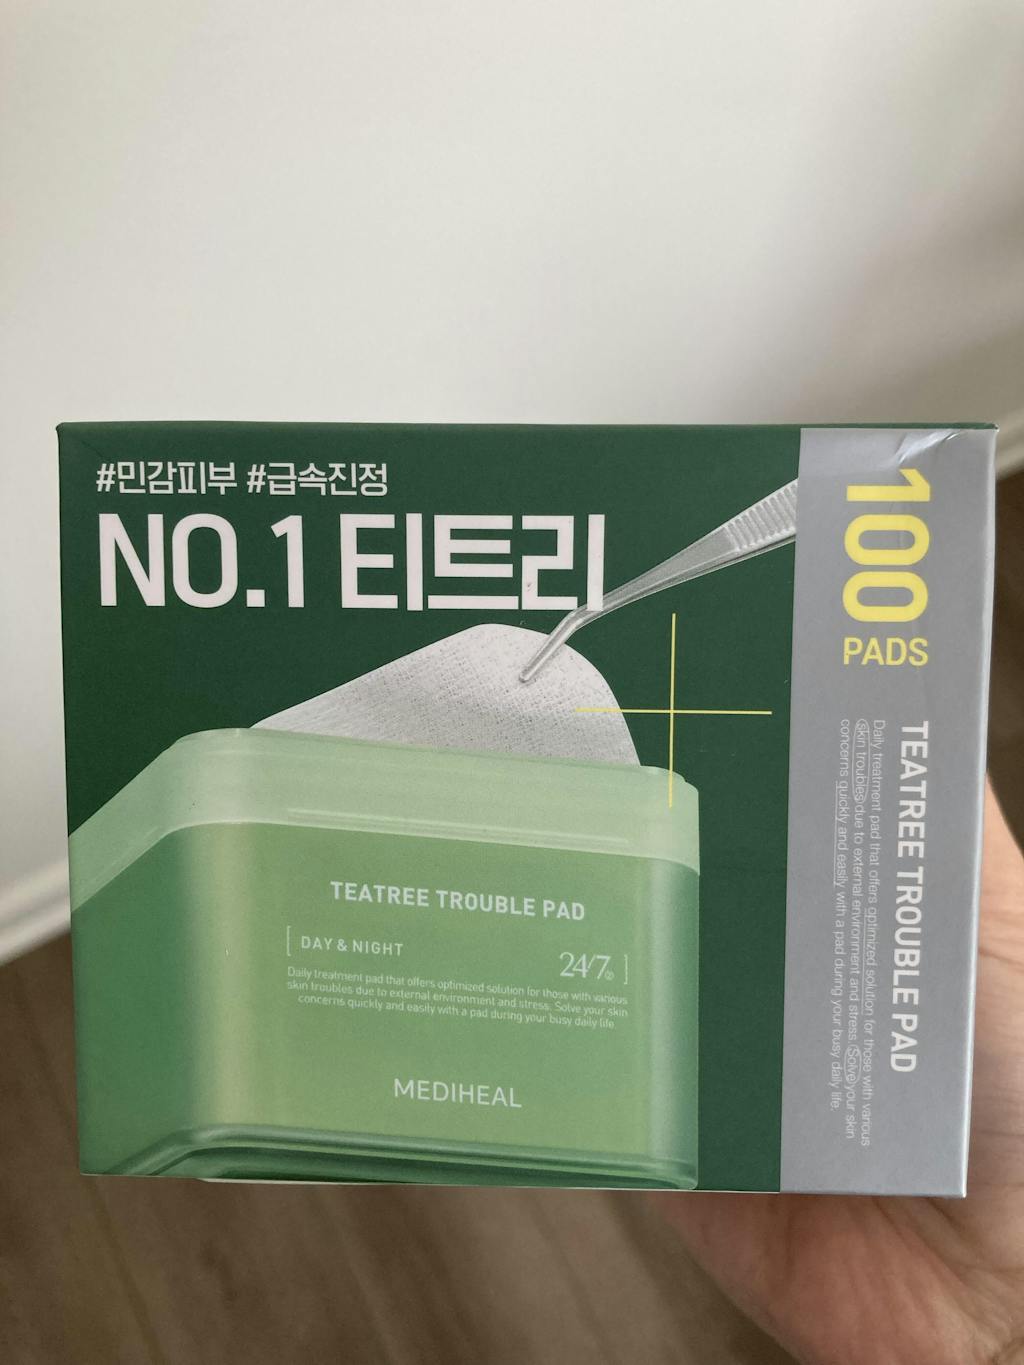 #민감피부 #급속진정
NO.1 티트리
TEATREE TROUBLE PAD
DAY & NIGHT
24/7
Daily treatment pad that offers optimized solution for those with various
skin troubles due to external environment and stress. Solve your skin
concerns quickly and easily with a pad during your busy daily life.
MEDIHEAL
100
PADS
TEATREE TROUBLE PAD
Daily treatment pad that offers optimized solution for those with various
skin troubles due to external environment and stress. Solve your skin
concerns quickly and easily with a pad during your busy daily life.